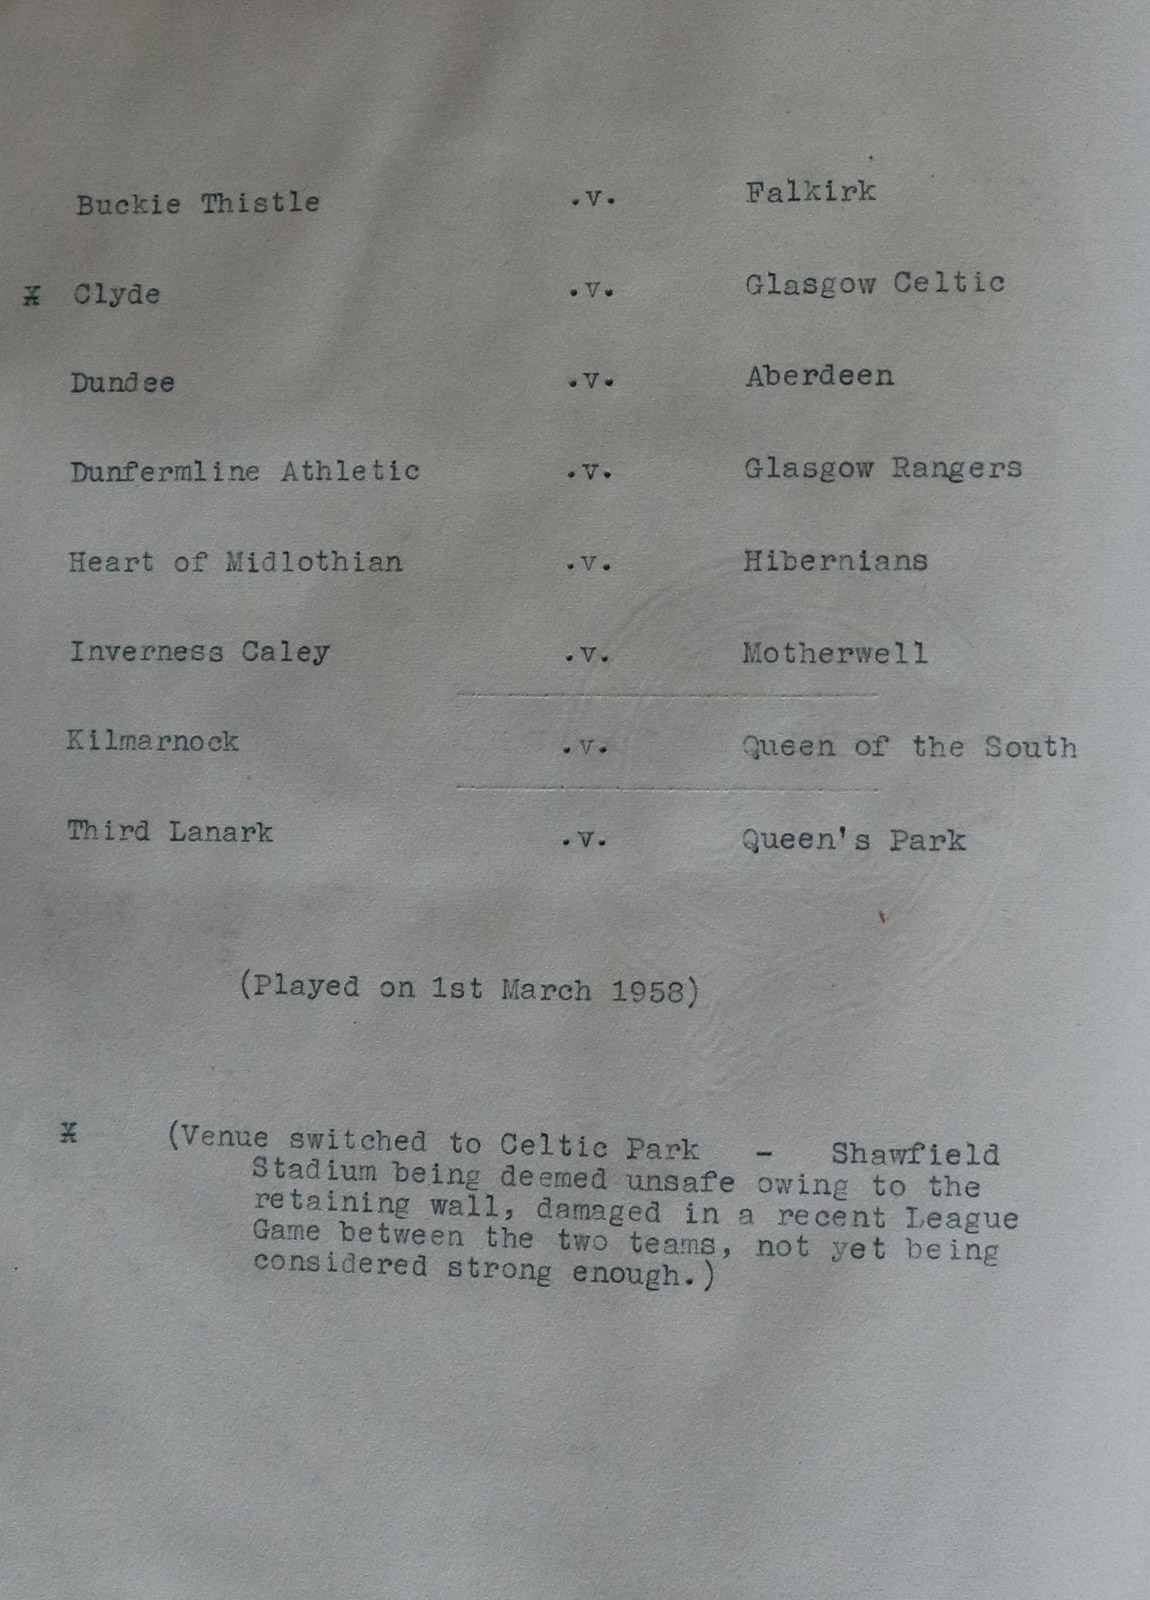 Buckie Thistle .v. Falkirk
X Clyde .v. Glasgow Celtic
Dundee .v. Aberdeen
Dunfermline Athletic .v. Glasgow Rangers
Heart of Midlothian .v. Hibernians
Inverness Caley .v. Motherwell
Kilmarnock .v. Queen of the South
Third Lanark .v. Queen's Park
(Played on 1st March 1958)
X (Venue switched to Celtic Park - Shawfield
Stadium being deemed unsafe owing to the
retaining wall, damaged in a recent League
Game between the two teams, not yet being
considered strong enough.)